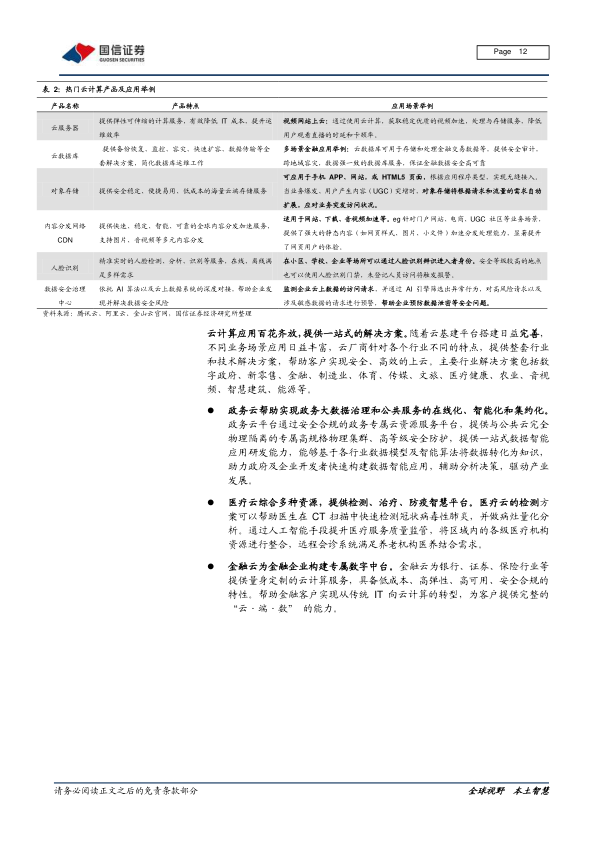 国信证券
GUOSEN SECURITIES
Page 12
表 2: 热门云计算产品及应用举例
产品名称 产品特点 应用场景举例
云服务器 提供弹性可伸缩的计算服务，有效降低 IT 成本、提升运维效率 视频网站上云：通过使用云计算，获取稳定优质的视频加速、处理与存储服务，降低用户观看直播的时延和卡顿率。
云数据库 提供备份恢复、监控、容灾、快速扩容、数据传输等全套解决方案，简化数据库运维工作 多场景金融应用举例：云数据库可用于存储和处理金融交易数据等，提供安全审计、跨地域容灾、数据强一致的数据库服务，保证金融数据安全高可靠
对象存储 提供安全稳定、便捷易用、低成本的海量云端存储服务 可应用于手机 APP、网站、或 HTML5 页面，根据应用程序类型，实现无缝接入。当业务爆发、用户产生内容（UGC）突增时，对象存储将根据请求和流量的需求自动扩展，应对业务突发访问状况。
内容分发网络 CDN 提供快速、稳定、智能、可靠的全球内容分发加速服务，支持图片、音视频等多元内容分发 适用于网站、下载、音视频加速等。eg 针对门户网站、电商、UGC 社区等业务场景，提供了强大的静态内容（如网页样式、图片、小文件）加速分发处理能力，显著提升了网页用户的体验。
人脸识别 精准实时的人脸检测、分析、识别等服务，在线、离线满足多样需求 在小区、学校、企业等场所可以通过人脸识别辨识进入者身份。安全等级较高的地点也可以使用人脸识别门禁，未登记人员访问将触发报警。
数据安全治理中心 依托 AI 算法以及云上数据系统的深度对接，帮助企业发现并解决数据安全风险 监测企业云上数据的访问请求，并透过 AI 引擎筛选出异常行为，对高风险请求以及涉及敏感数据的请求进行预警，帮助企业预防数据泄密等安全问题。
资料来源：腾讯云、阿里云、金山云官网，国信证券经济研究所整理
云计算应用百花齐放，提供一站式的解决方案。随着云基建平台搭建日益完善，
不同业务场景应用日益丰富，云厂商针对各个行业不同的特点，提供整套行业
和技术解决方案，帮助客户实现安全、高效的上云。主要行业解决方案包括数
字政府、新零售、金融、制造业、体育、传媒、文旅、医疗健康、农业、音视
频、智慧建筑、能源等。
● 政务云帮助实现政务大数据治理和公共服务的在线化、智能化和集约化。
政务云平台通过安全合规的政务专属云资源服务平台，提供与公共云完全
物理隔离的专属高规格物理集群、高等级安全防护，提供一站式数据智能
应用研发能力，能够基于各行业数据模型及智能算法将数据转化为知识，
助力政府及企业开发者快速构建数据智能应用，辅助分析决策，驱动产业
发展。
● 医疗云综合多种资源，提供检测、治疗、防疫智慧平台。医疗云的检测方
案可以帮助医生在 CT 扫描中快速检测冠状病毒性肺炎，并做病灶量化分
析。通过人工智能手段提升医疗服务质量监管，将区域内的各级医疗机构
资源进行整合，远程会诊系统满足养老机构医养结合需求。
● 金融云为金融企业构建专属数字中台。金融云为银行、证券、保险行业等
提供量身定制的云计算服务，具备低成本、高弹性、高可用、安全合规的
特性。帮助金融客户实现从传统 IT 向云计算的转型，为客户提供完整的
“云-端-数” 的能力。
请务必阅读正文之后的免责条款部分
全球视野 本土智慧